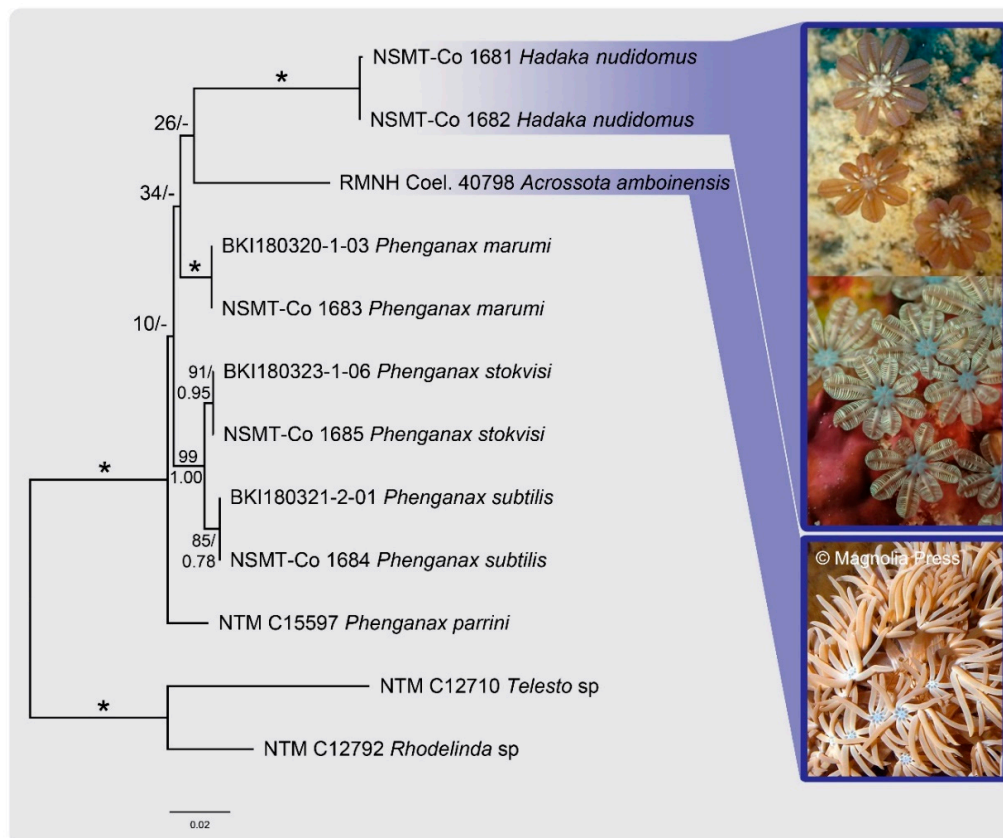 * NSMT-Co 1681 Hadaka nudidomus
NSMT-Co 1682 Hadaka nudidomus
26/-
RMNH Coel. 40798 Acrossota amboinensis
34/-
BKI180320-1-03 Phenganax marumi
*
NSMT-Co 1683 Phenganax marumi
10/-
BKI180323-1-06 Phenganax stokvisi
91/
0.95
NSMT-Co 1685 Phenganax stokvisi
99
1.00
BKI180321-2-01 Phenganax subtilis
85/
0.78
NSMT-Co 1684 Phenganax subtilis
*
NTM C15597 Phenganax parrini
NTM C12710 Telesto sp
*
NTM C12792 Rhodelinda sp
0.02
© Magnolia Press